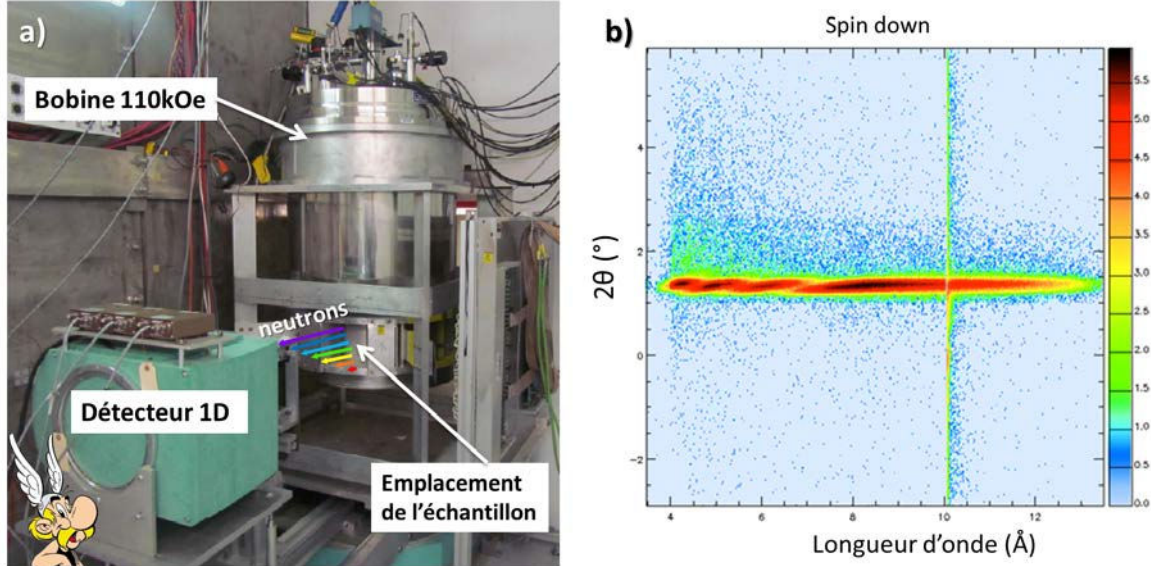 a)
Bobine 110kOe
neutrons
Détecteur 1D
Emplacement
de l'échantillon
b)
Spin down
2θ (°)
4
2
0
-2
4
6
8
10
12
Longueur d'onde (Å)
5.5
5.0
4.5
4.0
3.5
3.0
2.5
2.0
1.5
1.0
0.5
0.0